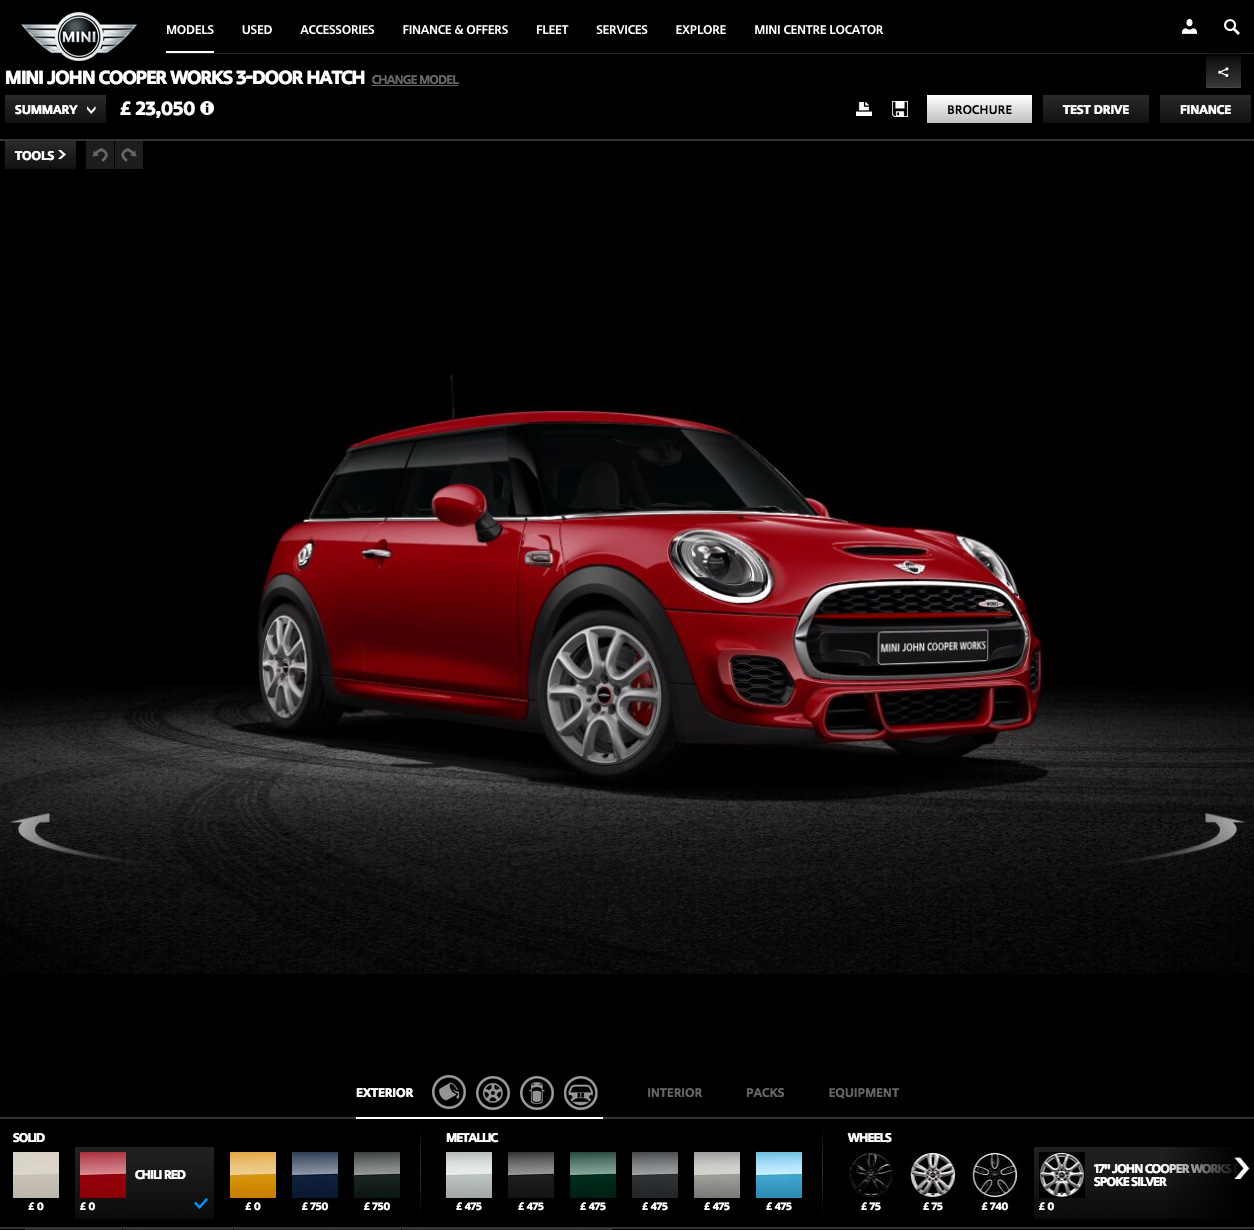 MINI
MODELS USED ACCESSORIES FINANCE & OFFERS FLEET SERVICES EXPLORE MINI CENTRE LOCATOR
MINI JOHN COOPER WORKS 3-DOOR HATCH CHANGE MODEL
SUMMARY £ 23,050 BROCHURE TEST DRIVE FINANCE
TOOLS
WORKS
MINI JOHN COOPER WORKS
EXTERIOR INTERIOR PACKS EQUIPMENT
SOLID METALLIC WHEELS
CHILI RED
17" JOHN COOPER WORKS
SPOKE SILVER
£ 0 £ 0 £ 0 £ 750 £ 750 £ 475 £ 475 £ 475 £ 475 £ 475 £ 475 £ 75 £ 75 £ 740 £ 0